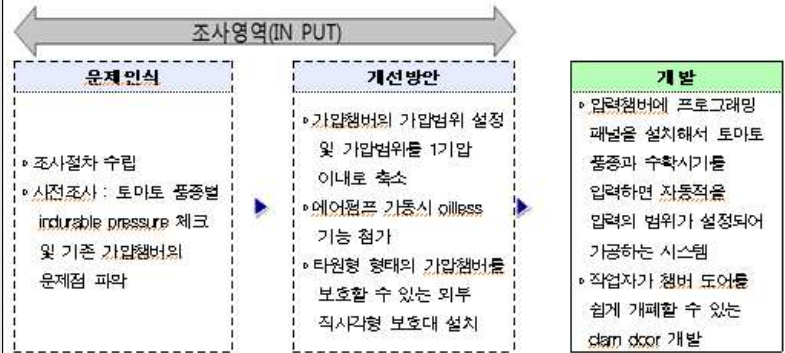 조사영역(IN PUT)
문제인식
◦조사절차 수립
◦사전조사 : 토마토 품종별
indurable pressure 체크
및 기존 가압챔버의
문제점 파악
개선방안
◦가압챔버의 가압범위 설정
및 가압범위를 1기압
이내로 축소
◦에어펌프 가동시 oilless
기능 첨가
◦타원형 형태의 가압챔버를
보호할 수 있는 외부
직사각형 보호대 설치
개발
◦압력챔버에 프로그래밍
패널을 설치해서 토마토
품종과 수확시기를
입력하면 자동적을
압력의 범위가 설정되어
가공하는 시스템
◦작업자가 챔버 도어를
쉽게 개폐할 수 있는
clam door 개발